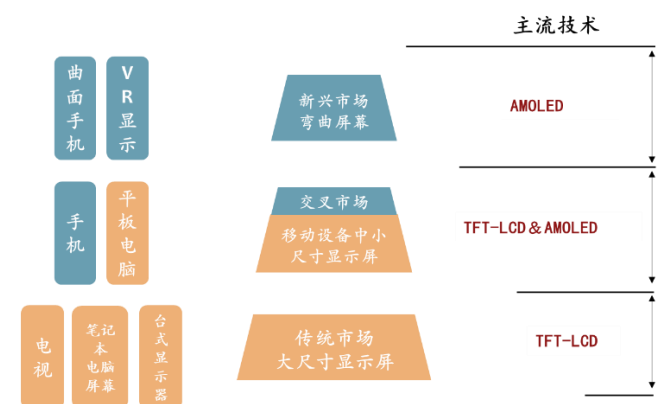 主流技术
曲面手机
VR显示
新兴市场
弯曲屏幕
AMOLED
手机
平板电脑
交叉市场
移动设备中小
尺寸显示屏
TFT-LCD&AMOLED
电视
笔记
本
电脑
屏幕
台式显示器
传统市场
大尺寸显示屏
TFT-LCD